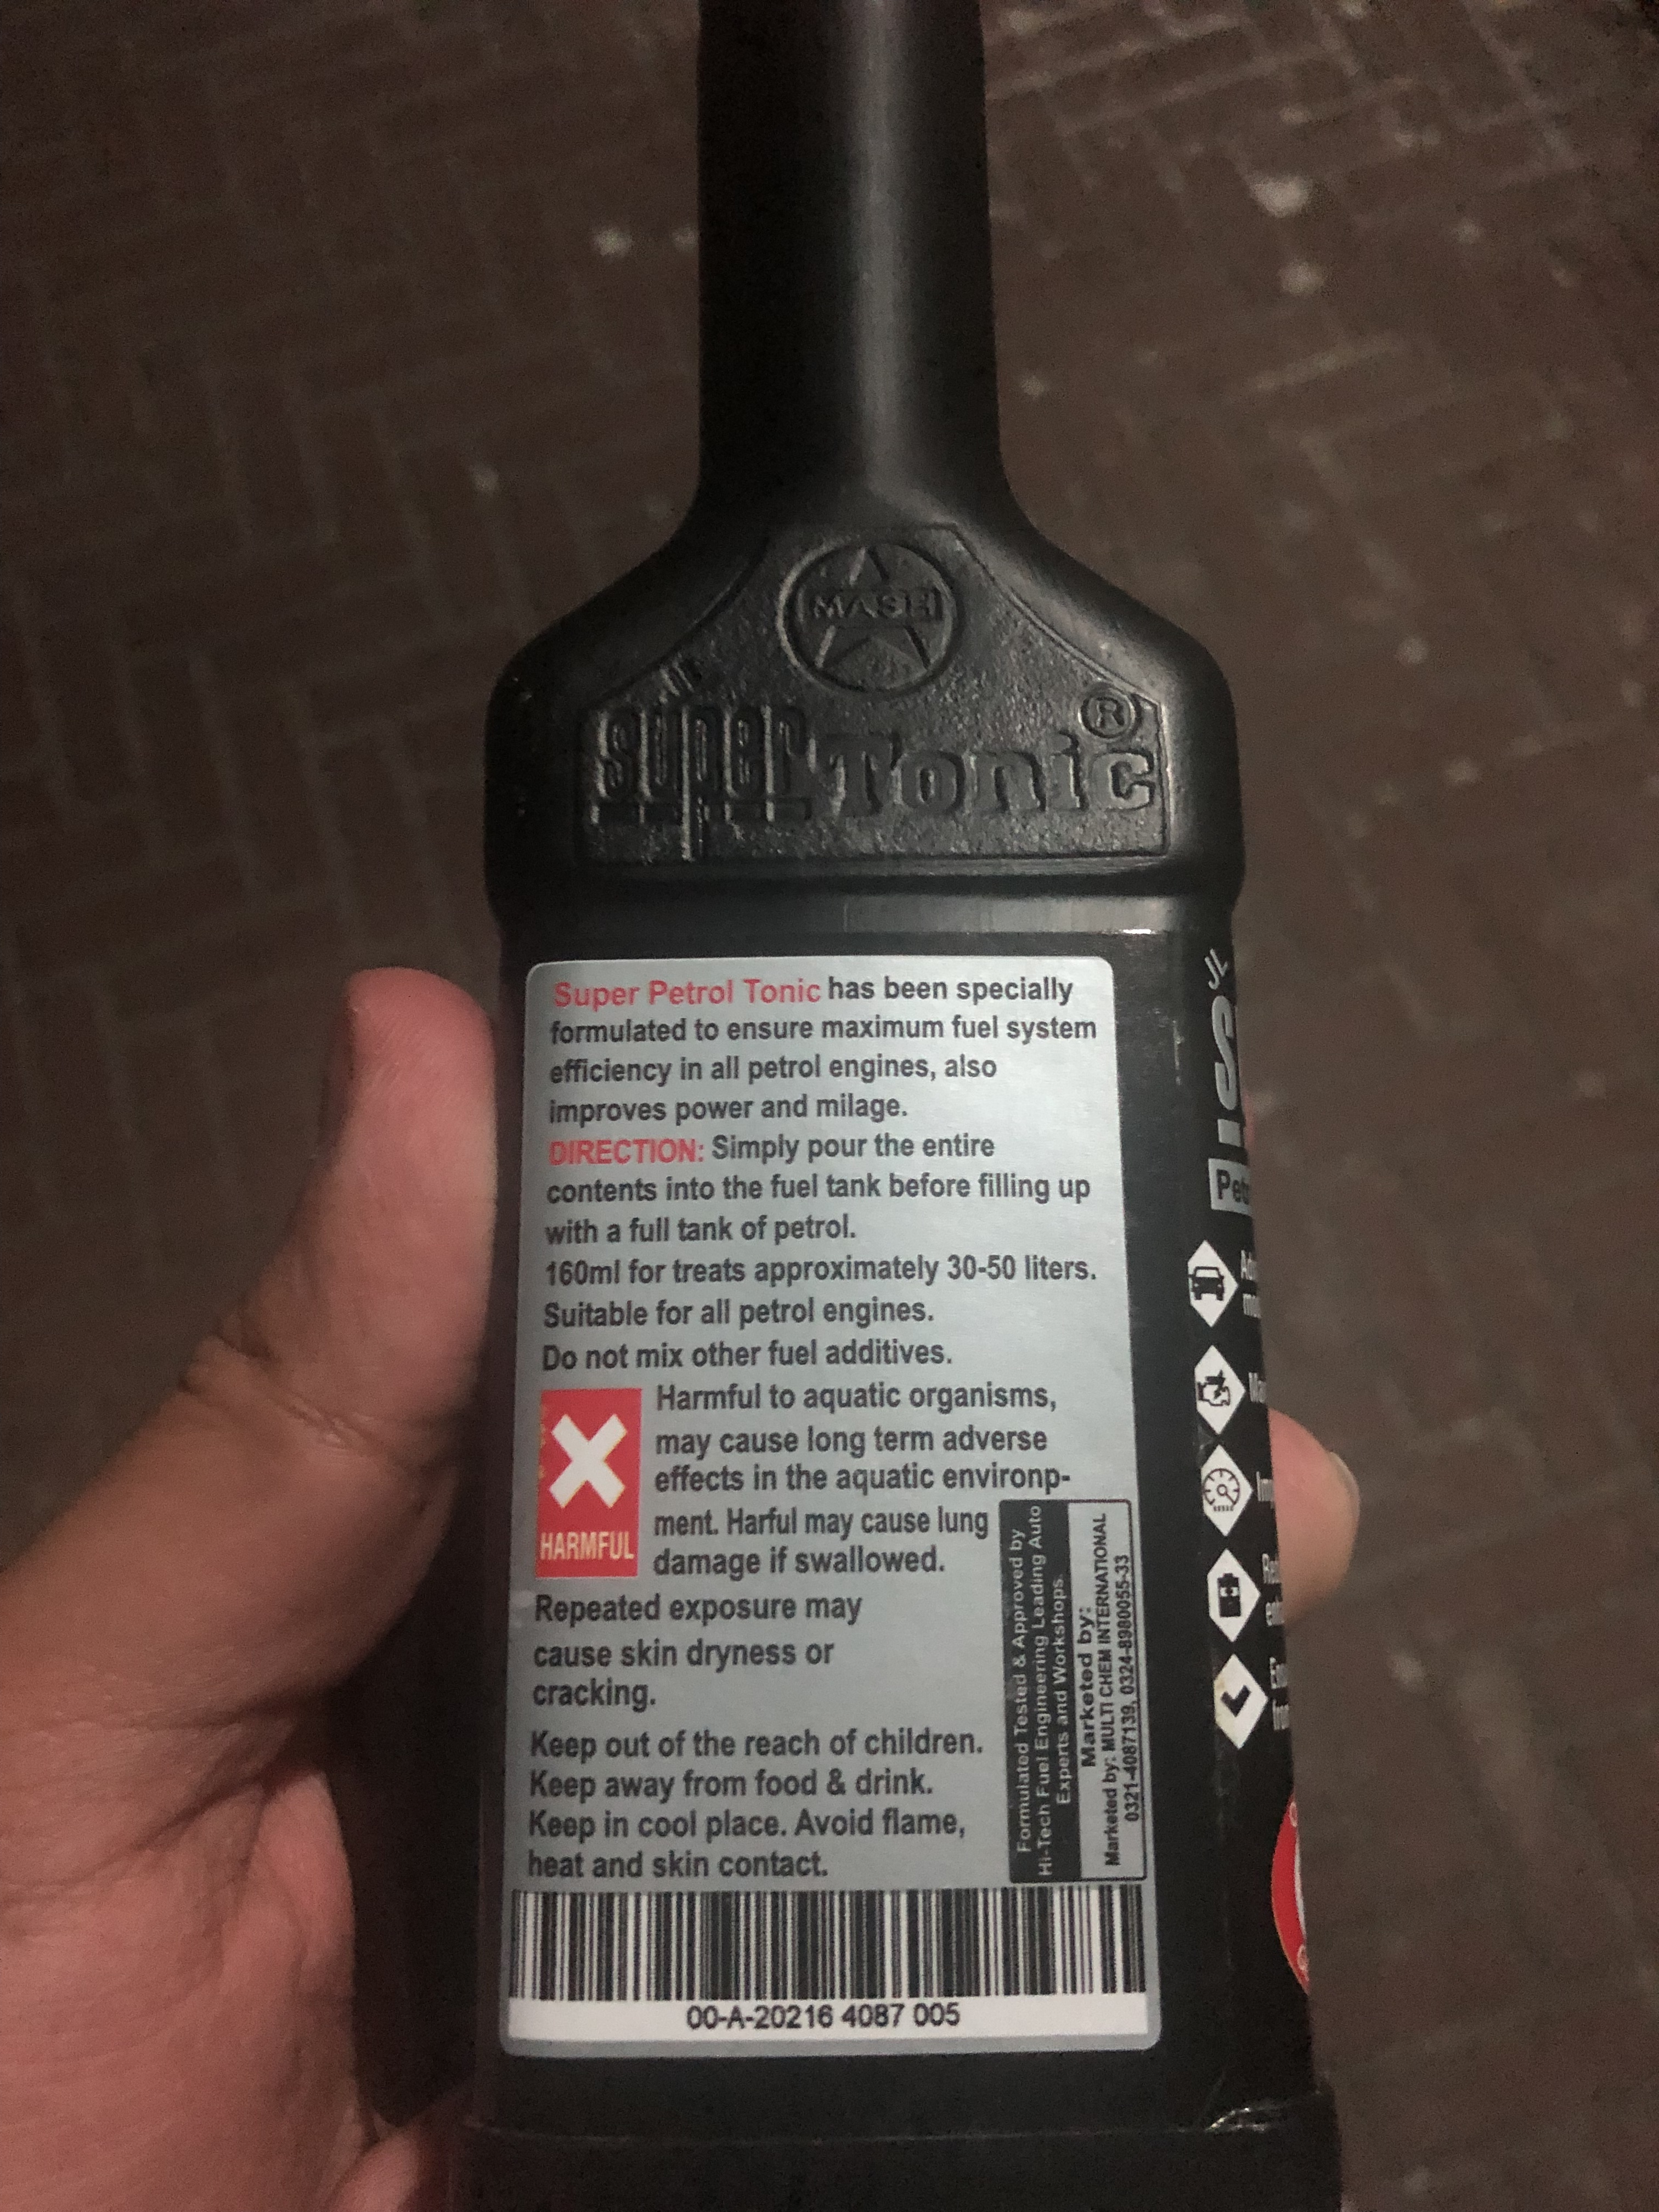 MASH
super Tonic®
Super Petrol Tonic has been specially
formulated to ensure maximum fuel system
efficiency in all petrol engines, also
improves power and milage.
DIRECTION: Simply pour the entire
contents into the fuel tank before filling up
with a full tank of petrol.
160ml for treats approximately 30-50 liters.
Suitable for all petrol engines.
Do not mix other fuel additives.
Harmful to aquatic organisms,
may cause long term adverse
effects in the aquatic environp-
ment. Harful may cause lung
damage if swallowed.
HARMFUL
Repeated exposure may
cause skin dryness or
cracking.
Keep out of the reach of children.
Keep away from food & drink.
Keep in cool place. Avoid flame,
heat and skin contact.
Formulated Tested & Approved by
Hi-Tech Fuel Engineering Leading Auto
Experts and Workshops.
Marketed by:
Marketed by: MULTI CHEM INTERNATIONAL
0321-4087139, 0324-8980055-33
00-A-20216 4087 005